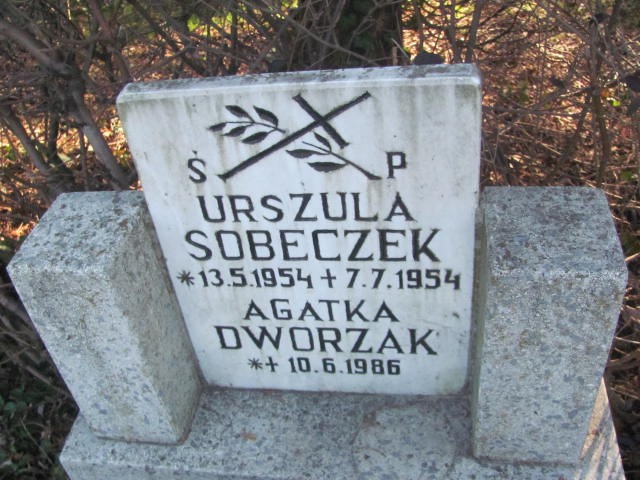 Ś P
URSZULA
SOBECZEK
*13.5.1954 + 7.7.1954
AGATKA
DWORZAK
*+ 10.6.1986